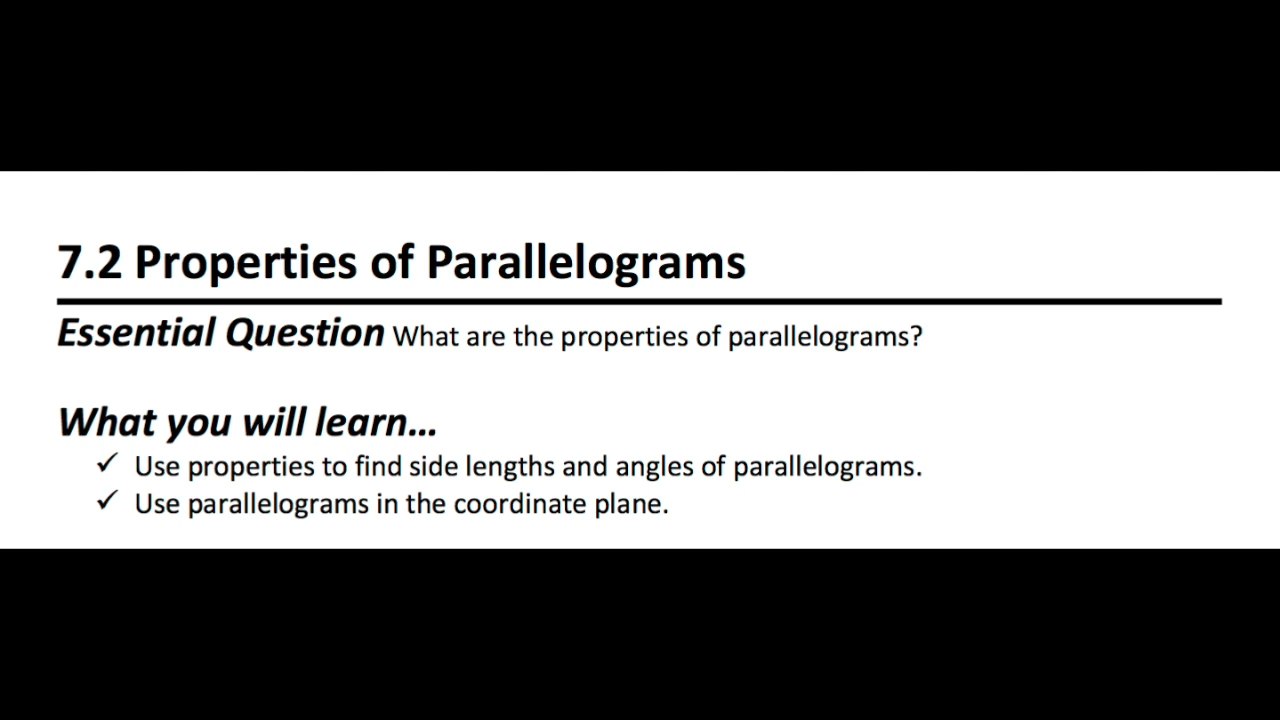 7.2 Properties of Parallelograms
Essential Question What are the properties of parallelograms?
What you will learn…
✓ Use properties to find side lengths and angles of parallelograms.
✓ Use parallelograms in the coordinate plane.